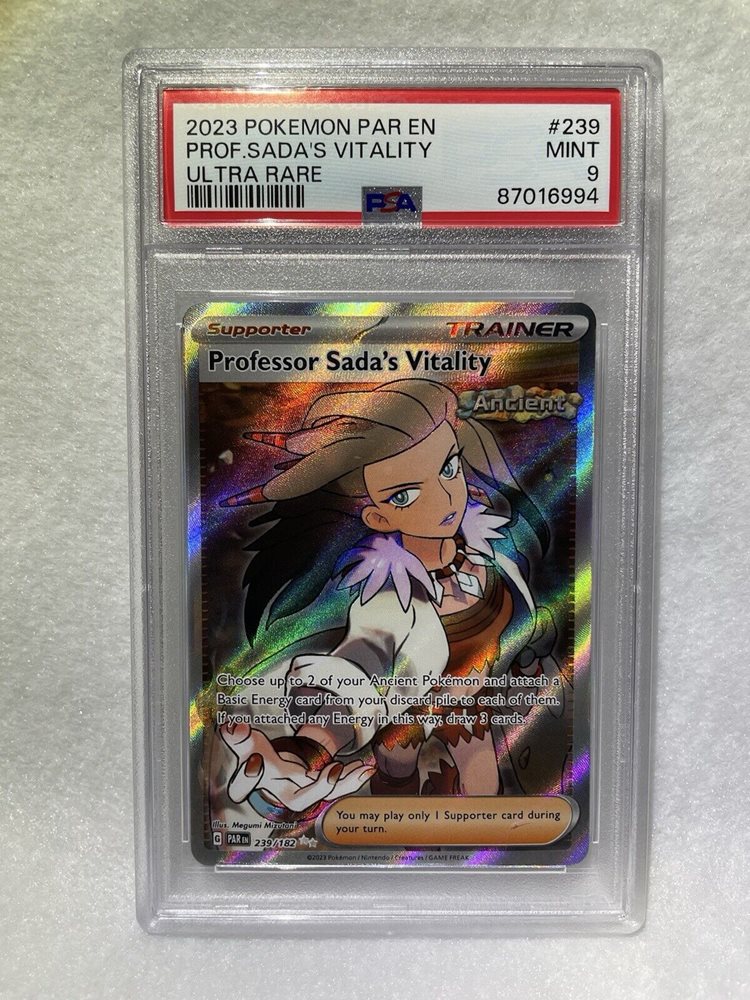 2023 POKEMON PAR EN #239
PROF.SADA'S VITALITY MINT
ULTRA RARE 9
PSA 87016994
Supporter TRAINER
Professor Sada's Vitality
Ancient
Choose up to 2 of your Ancient Pokémon and attach a
Basic Energy card from your discard pile to each of them.
If you attached any Energy in this way, draw 3 cards.
You may play only 1 Supporter card during
your turn.
Illus. Megumi Mizutani
G PAR EN 239/182
©2023 Pokémon / Nintendo / Creatures / GAME FREAK